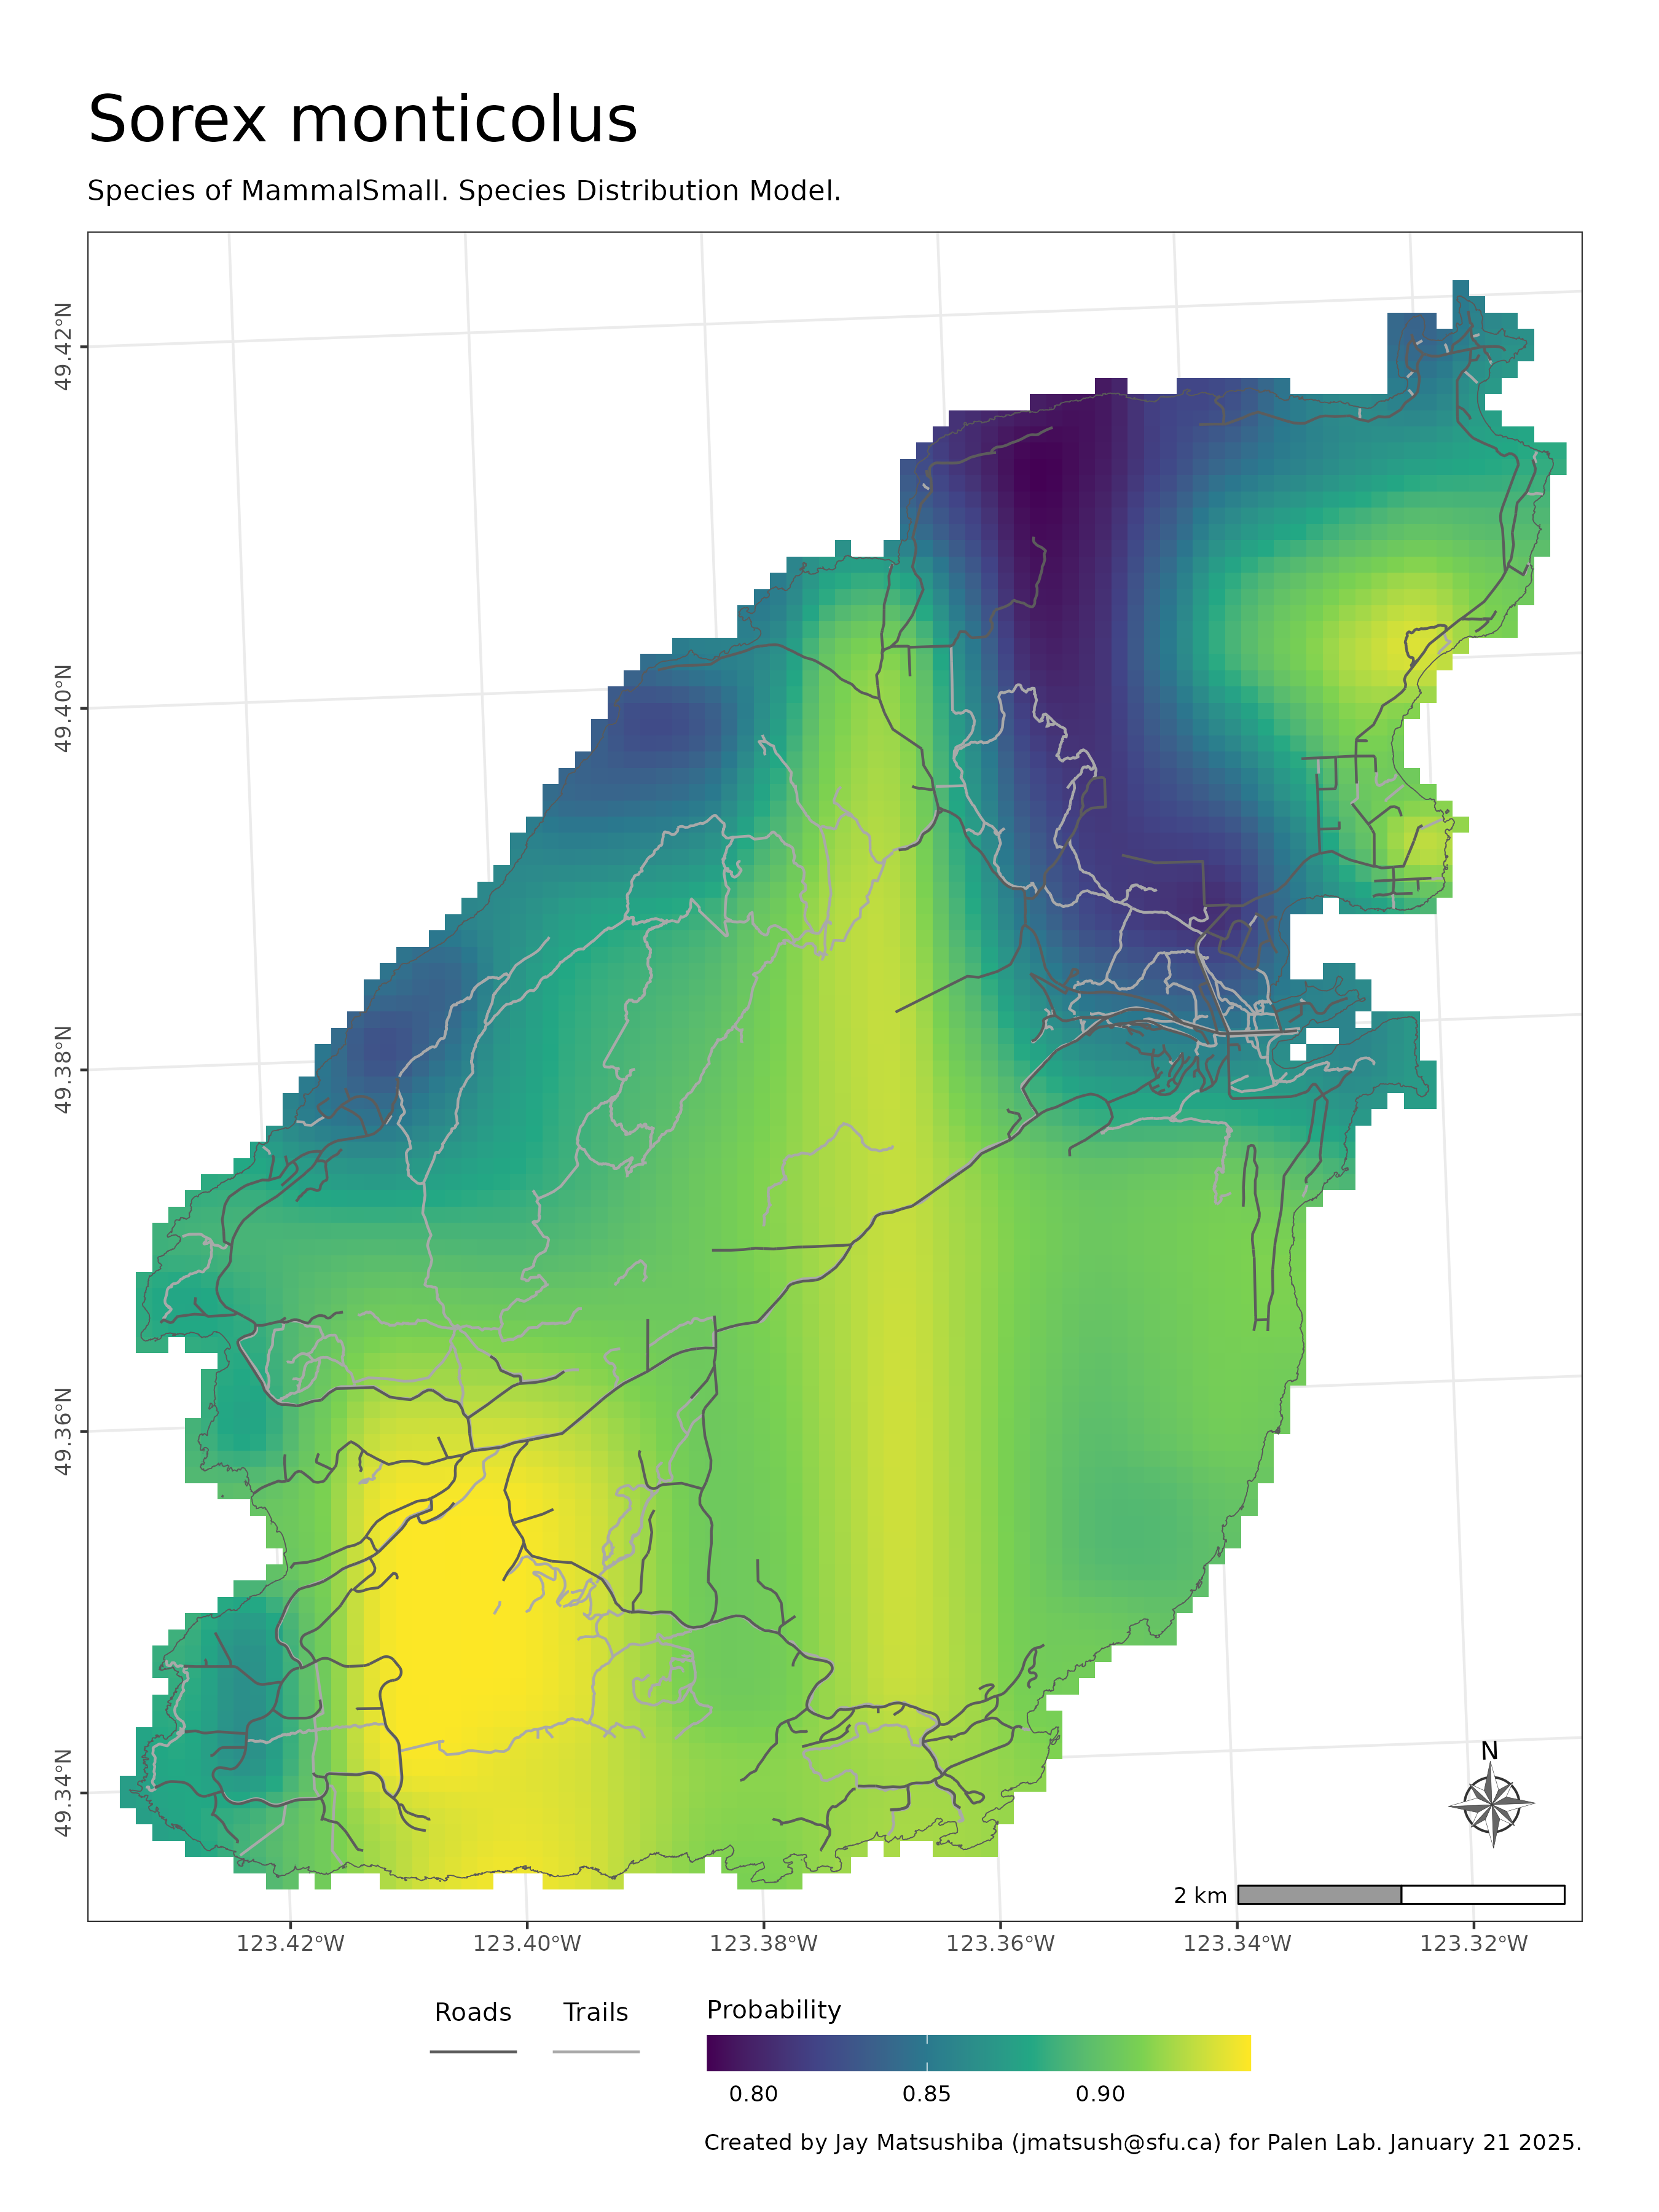 Sorex monticolus
Species of MammalSmall. Species Distribution Model.
49.42°N
49.40°N
49.38°N
49.36°N
49.34°N
N
2 km
123.42°W 123.40°W 123.38°W 123.36°W 123.34°W 123.32°W
Roads Trails Probability
0.80 0.85 0.90
Created by Jay Matsushiba (jmatsush@sfu.ca) for Palen Lab. January 21 2025.